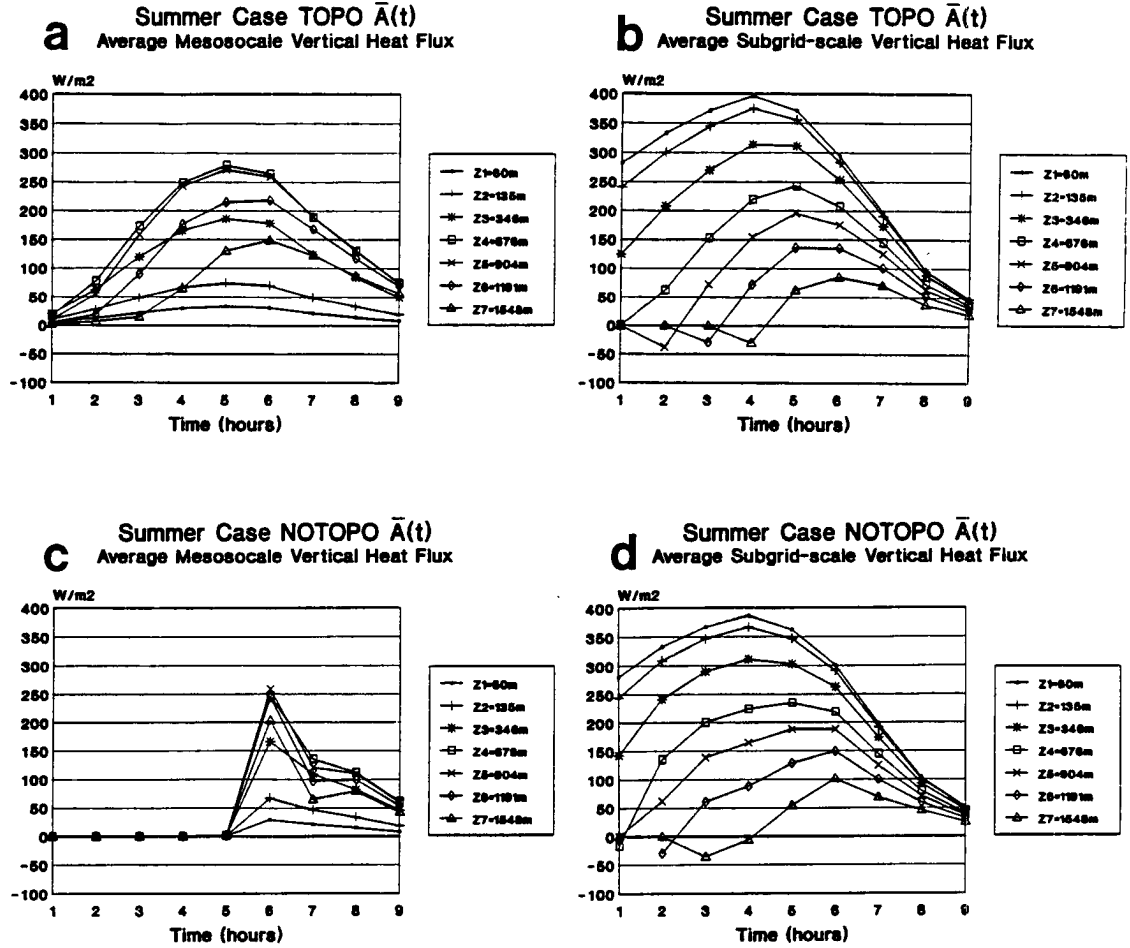 a
Summer Case TOPO A̅(t)
Average Mesosocale Vertical Heat Flux
W/m2
400
350
300
250
200
150
100
50
0
-50
-100
1 2 3 4 5 6 7 8 9
Time (hours)
Z1=60m
Z2=135m
Z3=346m
Z4=676m
Z5=904m
Z6=1191m
Z7=1548m
b
Summer Case TOPO A̅(t)
Average Subgrid-scale Vertical Heat Flux
W/m2
400
350
300
250
200
150
100
50
0
-50
-100
1 2 3 4 5 6 7 8 9
Time (hours)
Z1=60m
Z2=135m
Z3=346m
Z4=676m
Z5=904m
Z6=1191m
Z7=1548m
c
Summer Case NOTOPO A̅(t)
Average Mesosocale Vertical Heat Flux
W/m2
400
350
300
250
200
150
100
50
0
-50
-100
1 2 3 4 5 6 7 8 9
Time (hours)
Z1=60m
Z2=135m
Z3=346m
Z4=676m
Z5=904m
Z6=1191m
Z7=1548m
d
Summer Case NOTOPO A̅(t)
Average Subgrid-scale Vertical Heat Flux
W/m2
400
350
300
250
200
150
100
50
0
-50
-100
1 2 3 4 5 6 7 8 9
Time (hours)
Z1=60m
Z2=135m
Z3=346m
Z4=676m
Z5=904m
Z6=1191m
Z7=1548m